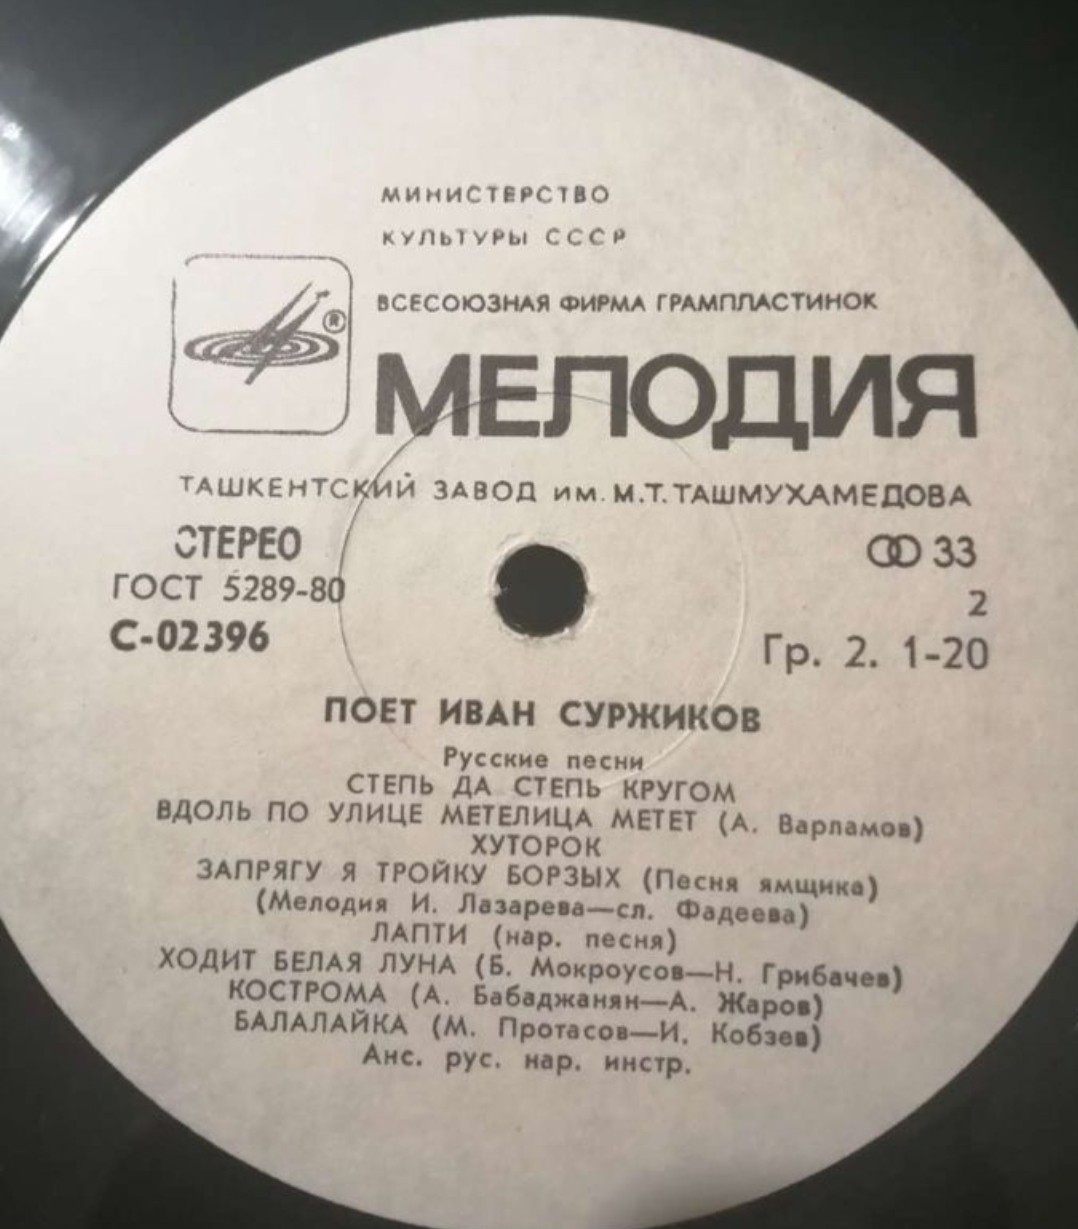 МИНИСТЕРСТВО
КУЛЬТУРЫ СССР
ВСЕСОЮЗНАЯ ФИРМА ГРАМПЛАСТИНОК
®
МЕЛОДИЯ
ТАШКЕНТСКИЙ ЗАВОД им. М.Т. ТАШМУХАМЕДОВА
СТЕРЕО
33
ГОСТ 5289-80
2
С-02396
Гр. 2. 1-20
ПОЕТ ИВАН СУРЖИКОВ
Русские песни
СТЕПЬ ДА СТЕПЬ КРУГОМ
ВДОЛЬ ПО УЛИЦЕ МЕТЕЛИЦА МЕТЕТ (А. Варламов)
ХУТОРОК
ЗАПРЯГУ Я ТРОЙКУ БОРЗЫХ (Песня ямщика)
(Мелодия И. Лазарева—сл. Фадеева)
ЛАПТИ (нар. песня)
ХОДИТ БЕЛАЯ ЛУНА (Б. Мокроусов—Н. Грибачев)
КОСТРОМА (А. Бабаджанян—А. Жаров)
БАЛАЛАЙКА (М. Протасов—И. Кобзев)
Анс. рус. нар. инстр.